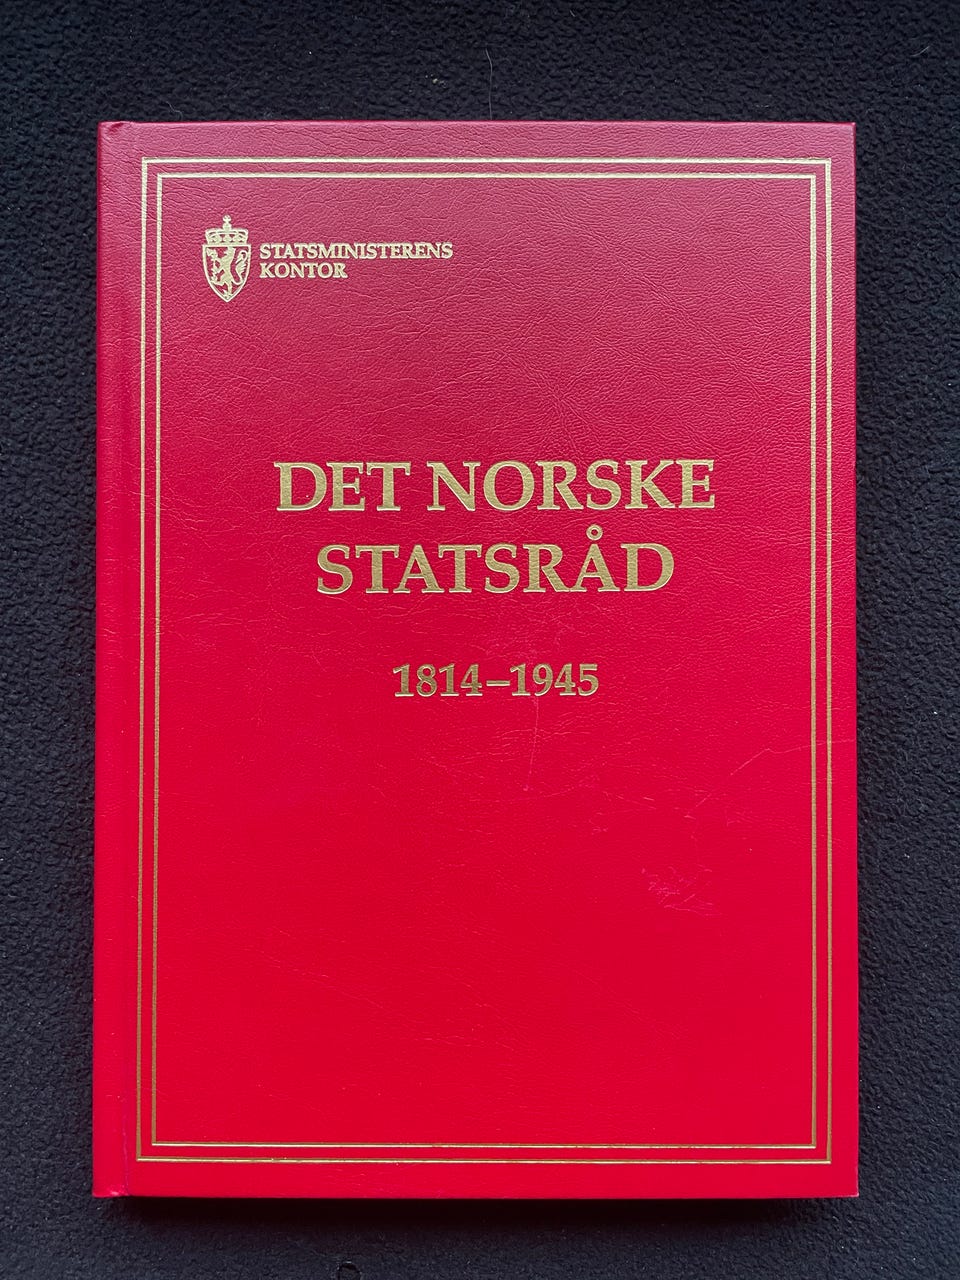 STATSMINISTERENS
KONTOR
DET NORSKE
STATSRÅD
1814–1945